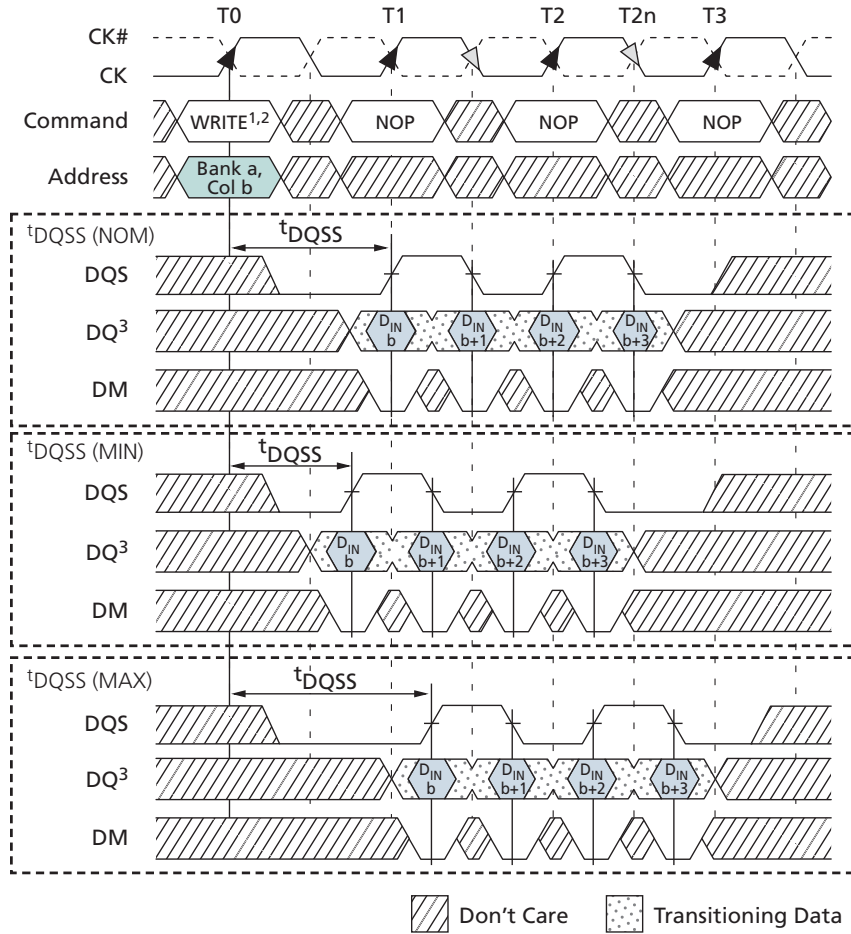 T0 T1 T2 T2n T3
CK#
CK
Command WRITE1,2 NOP NOP NOP
Address Bank a, Col b
tDQSS (NOM) tDQSS
DQS
DQ3 DIN b DIN b+1 DIN b+2 DIN b+3
DM
tDQSS (MIN) tDQSS
DQS
DQ3 DIN b DIN b+1 DIN b+2 DIN b+3
DM
tDQSS (MAX) tDQSS
DQS
DQ3 DIN b DIN b+1 DIN b+2 DIN b+3
DM
Don't Care Transitioning Data